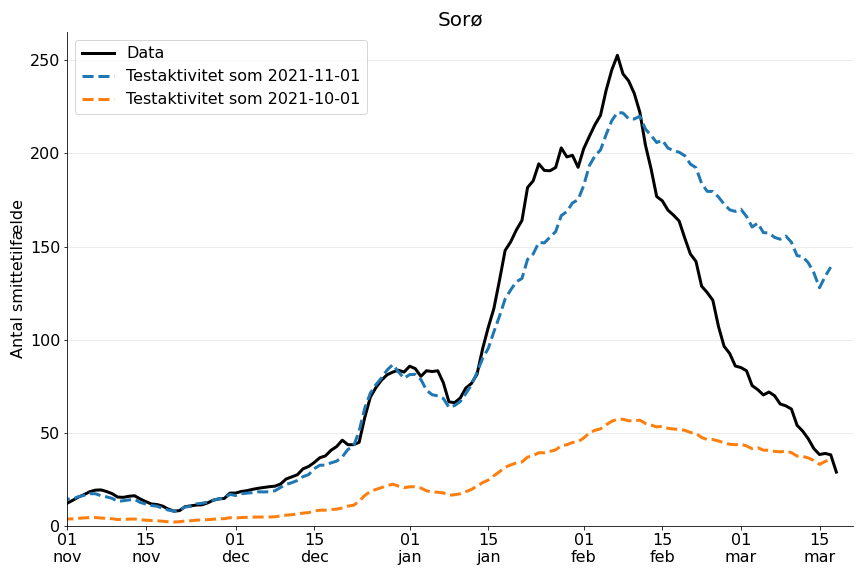 Sorø
Data
Testaktivitet som 2021-11-01
Testaktivitet som 2021-10-01
Antal smittetilfælde
250
200
150
100
50
0
01 15 01 15 01 15 01 15 01 15
nov nov dec dec jan jan feb feb mar mar